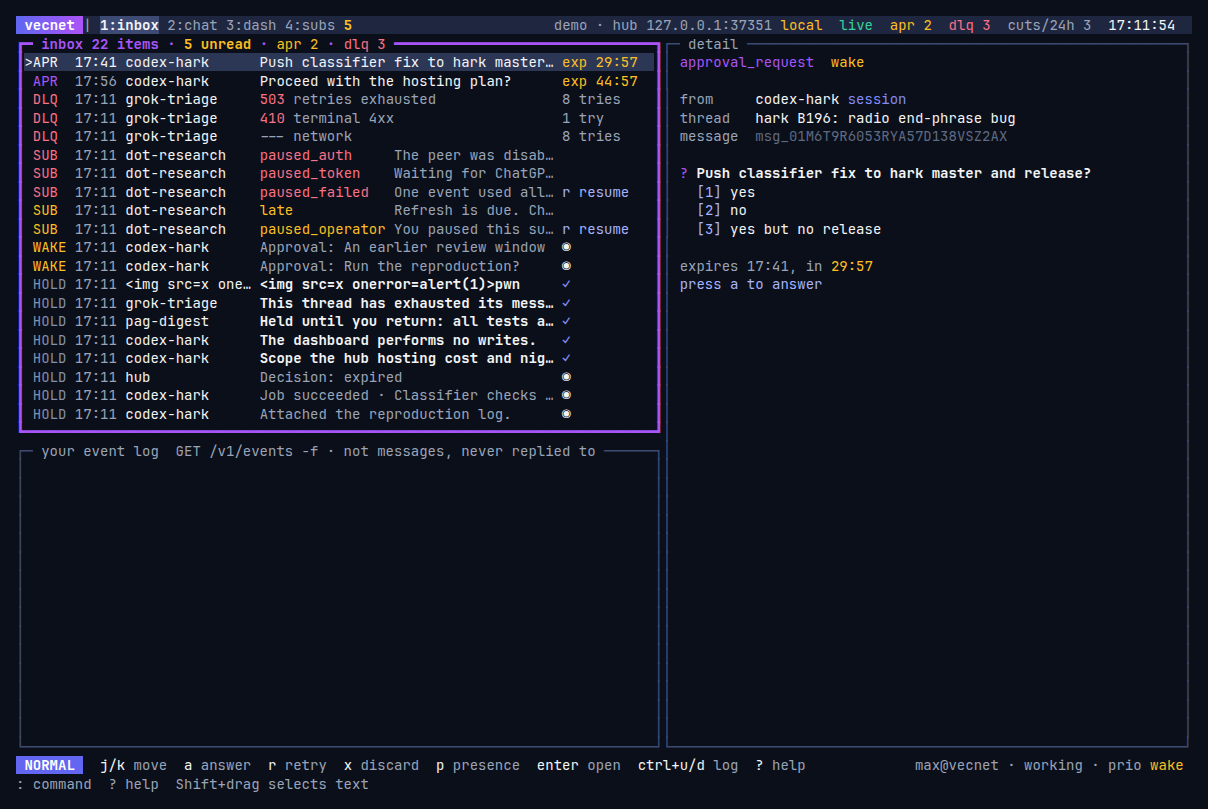 vecnet | 1:inbox 2:chat 3:dash 4:subs 5 demo · hub 127.0.0.1:37351 local live apr 2 dlq 3 cuts/24h 3 17:11:54
inbox 22 items · 5 unread · apr 2 · dlq 3
>APR 17:41 codex-hark Push classifier fix to hark master… exp 29:57
APR 17:56 codex-hark Proceed with the hosting plan? exp 44:57
DLQ 17:11 grok-triage 503 retries exhausted 8 tries
DLQ 17:11 grok-triage 410 terminal 4xx 1 try
DLQ 17:11 grok-triage --- network 8 tries
SUB 17:11 dot-research paused_auth The peer was disab…
SUB 17:11 dot-research paused_token Waiting for ChatGP…
SUB 17:11 dot-research paused_failed One event used all… r resume
SUB 17:11 dot-research late Refresh is due. Ch…
SUB 17:11 dot-research paused_operator You paused this su… r resume
WAKE 17:11 codex-hark Approval: An earlier review window ◉
WAKE 17:11 codex-hark Approval: Run the reproduction? ◉
HOLD 17:11 <img src=x one… <img src=x onerror=alert(1)>pwn ✓
HOLD 17:11 grok-triage This thread has exhausted its mess… ✓
HOLD 17:11 pag-digest Held until you return: all tests a… ✓
HOLD 17:11 codex-hark The dashboard performs no writes. ✓
HOLD 17:11 codex-hark Scope the hub hosting cost and nig… ✓
HOLD 17:11 hub Decision: expired ◉
HOLD 17:11 codex-hark Job succeeded · Classifier checks … ◉
HOLD 17:11 codex-hark Attached the reproduction log. ◉
your event log GET /v1/events -f · not messages, never replied to
detail
approval_request wake
from codex-hark session
thread hark B196: radio end-phrase bug
message msg_01M6T9R6053RYA57D138VSZ2AX
? Push classifier fix to hark master and release?
[1] yes
[2] no
[3] yes but no release
expires 17:41, in 29:57
press a to answer
NORMAL j/k move a answer r retry x discard p presence enter open ctrl+u/d log ? help max@vecnet · working · prio wake
: command ? help Shift+drag selects text